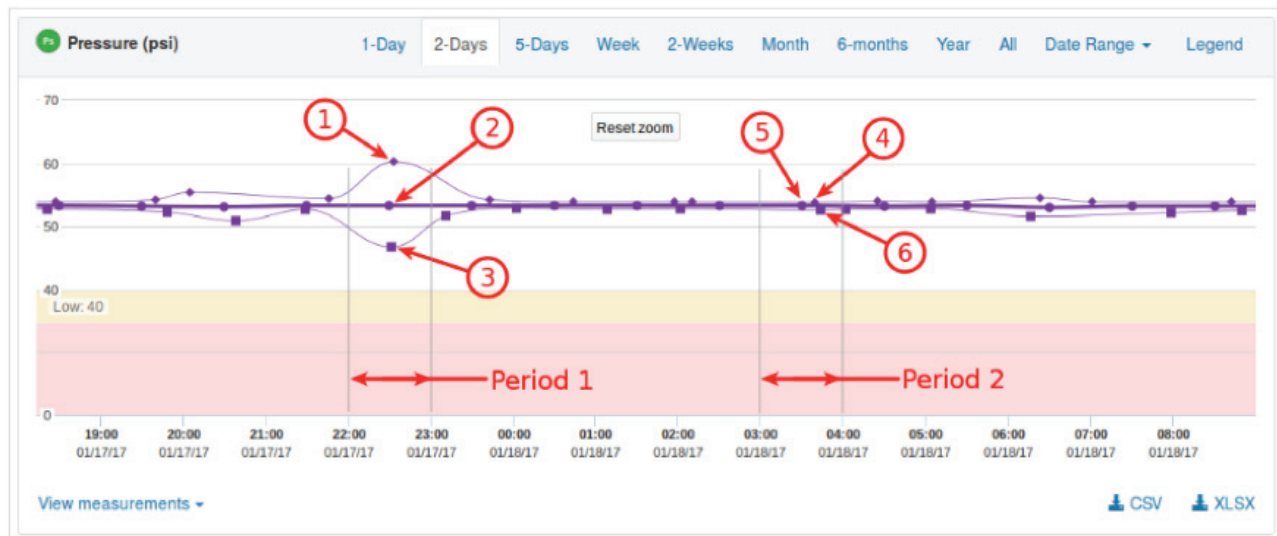 Ps Pressure (psi) 1-Day 2-Days 5-Days Week 2-Weeks Month 6-months Year All Date Range Legend
70
Reset zoom
1 2 5 4
60
50
6
3
40
Low: 40
Period 1 Period 2
0
19:00 20:00 21:00 22:00 23:00 00:00 01:00 02:00 03:00 04:00 05:00 06:00 07:00 08:00
01/17/17 01/17/17 01/17/17 01/17/17 01/17/17 01/18/17 01/18/17 01/18/17 01/18/17 01/18/17 01/18/17 01/18/17 01/18/17 01/18/17
View measurements CSV XLSX